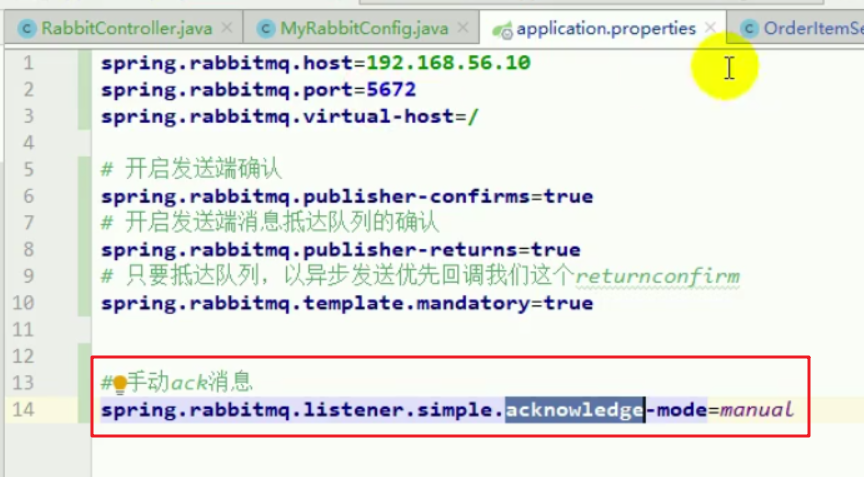 RabbitController.java MyRabbitConfig.java application.properties OrderItemSe
1 spring.rabbitmq.host=192.168.56.10
2 spring.rabbitmq.port=5672
3 spring.rabbitmq.virtual-host=/
4
5 # 开启发送端确认
6 spring.rabbitmq.publisher-confirms=true
7 # 开启发送端消息抵达队列的确认
8 spring.rabbitmq.publisher-returns=true
9 # 只要抵达队列，以异步发送优先回调我们这个returnconfirm
10 spring.rabbitmq.template.mandatory=true
11
12
13 # 手动ack消息
14 spring.rabbitmq.listener.simple.acknowledge-mode=manual